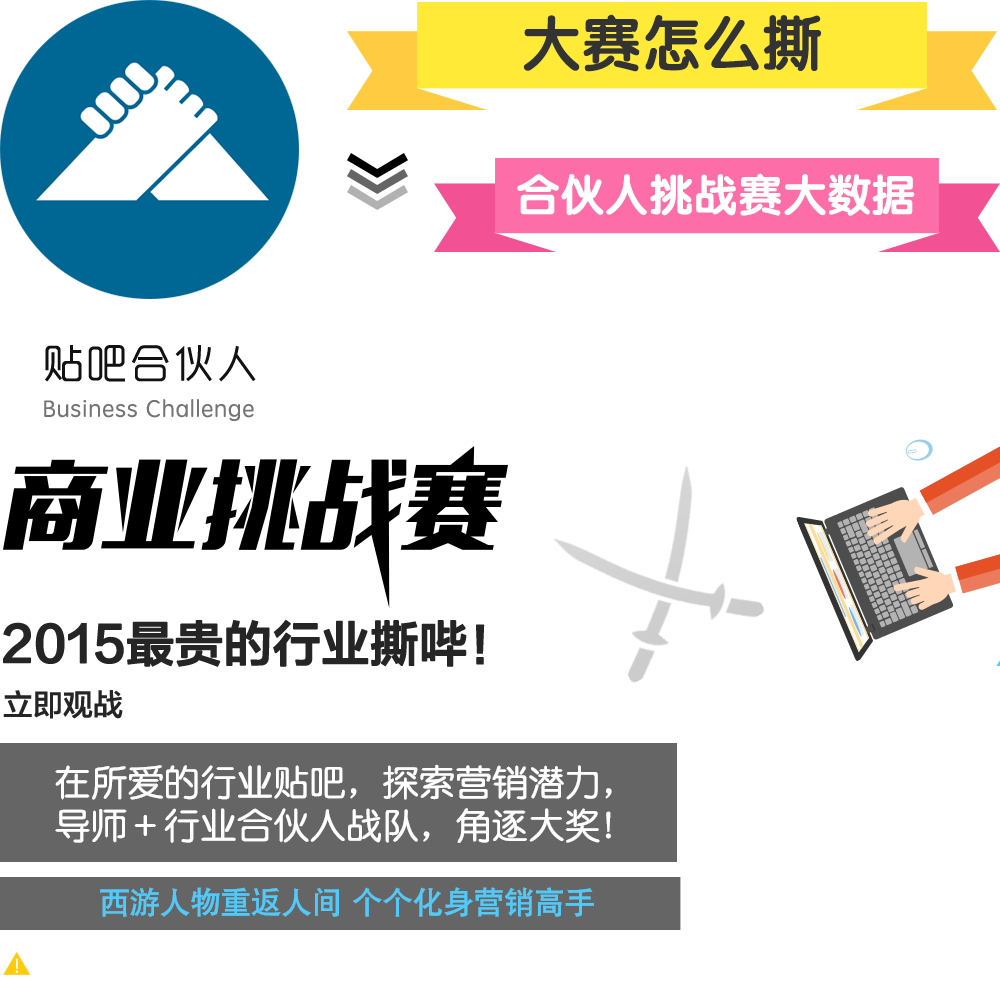 大赛怎么撕
合伙人挑战赛大数据
贴吧合伙人
Business Challenge
商业挑战赛
2015最贵的行业撕哔!
立即观战
在所爱的行业贴吧，探索营销潜力，
导师＋行业合伙人战队，角逐大奖!
西游人物重返人间 个个化身营销高手